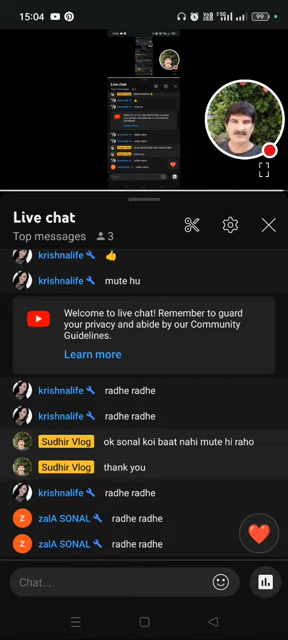 15:04
99
Live chat
Top messages 3
krishnalife 👍
krishnalife mute hu
Welcome to live chat! Remember to guard
your privacy and abide by our Community
Guidelines.
Learn more
krishnalife radhe radhe
krishnalife radhe radhe
Sudhir Vlog ok sonal koi baat nahi mute hi raho
Sudhir Vlog thank you
krishnalife radhe radhe
Z zalA SONAL radhe radhe
Z zalA SONAL radhe radhe
Chat...